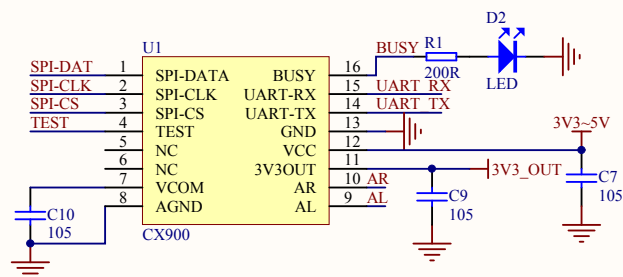 D2
U1
BUSY R1
200R LED
SPI-DAT 1 SPI-DATA BUSY 16
SPI-CLK 2 SPI-CLK UART-RX 15 UART_RX
SPI-CS 3 SPI-CS UART-TX 14 UART_TX
TEST 4 TEST GND 13
3V3~5V
5 NC VCC 12
6 NC 3V3OUT 11 3V3_OUT
7 VCOM AR 10 AR
8 AGND AL 9 AL
C10
105
C9
105
C7
105
CX900